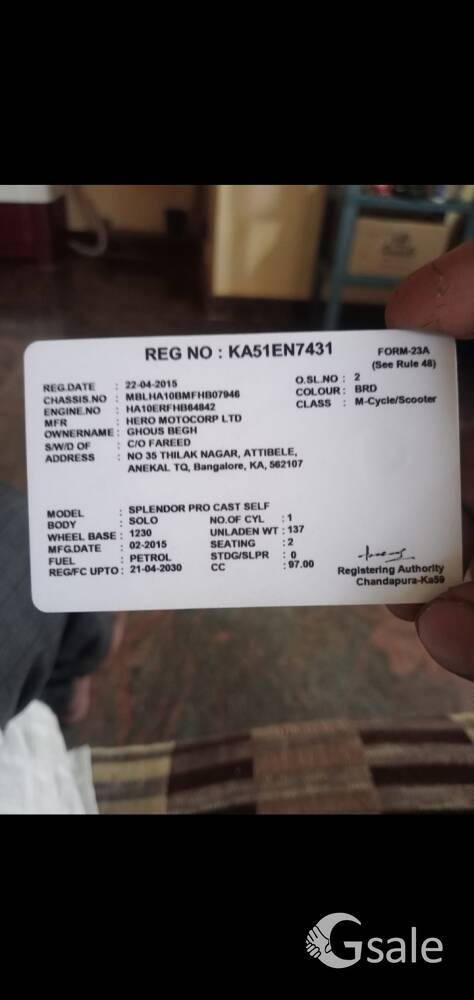 REG NO : KA51EN7431
FORM-23A
(See Rule 48)
REG.DATE : 22-04-2015
O.SL.NO : 2
CHASSIS.NO : MBLHA10BMFHB07946
COLOUR : BRD
ENGINE.NO : HA10ERFHB64842
CLASS : M-Cycle/Scooter
MFR : HERO MOTOCORP LTD
OWNERNAME : GHOUS BEGH
S/W/D OF : C/O FAREED
ADDRESS : NO 35 THILAK NAGAR, ATTIBELE,
ANEKAL TQ, Bangalore, KA, 562107
MODEL : SPLENDOR PRO CAST SELF
BODY : SOLO
NO.OF CYL : 1
WHEEL BASE : 1230
UNLADEN WT : 137
MFG.DATE : 02-2015
SEATING : 2
FUEL : PETROL
STDG/SLPR : 0
REG/FC UPTO : 21-04-2030
CC : 97.00
Registering Authority
Chandapura-Ka59
Gsale